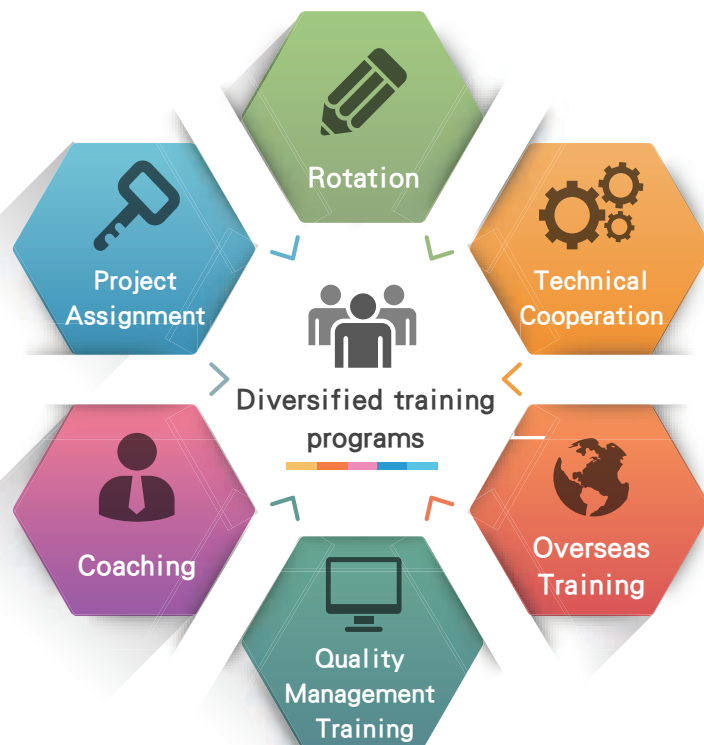 Rotation
Project
Assignment
Technical
Cooperation
Diversified training
programs
Coaching
Overseas
Training
Quality
Management
Training